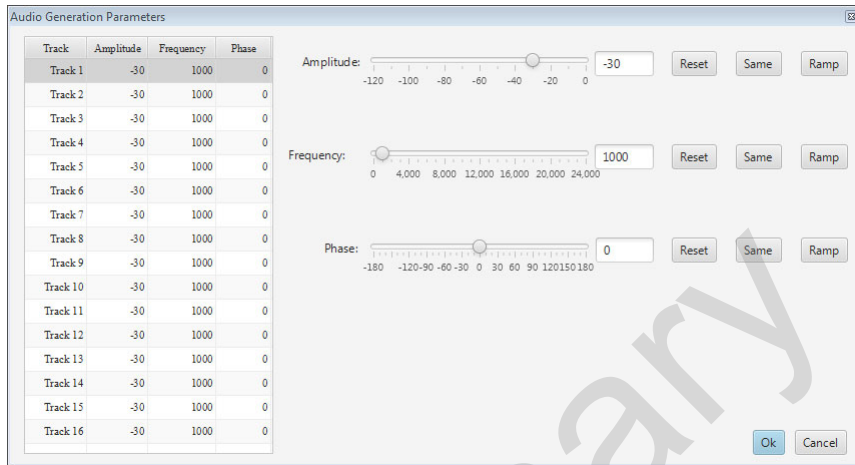 Audio Generation Parameters
Track Amplitude Frequency Phase
Track 1 -30 1000 0
Track 2 -30 1000 0
Track 3 -30 1000 0
Track 4 -30 1000 0
Track 5 -30 1000 0
Track 6 -30 1000 0
Track 7 -30 1000 0
Track 8 -30 1000 0
Track 9 -30 1000 0
Track 10 -30 1000 0
Track 11 -30 1000 0
Track 12 -30 1000 0
Track 13 -30 1000 0
Track 14 -30 1000 0
Track 15 -30 1000 0
Track 16 -30 1000 0
Amplitude: -30 Reset Same Ramp
-120 -100 -80 -60 -40 -20 0
Frequency: 1000 Reset Same Ramp
0 4,000 8,000 12,000 16,000 20,000 24,000
Phase: 0 Reset Same Ramp
-180 -120 -90 -60 -30 0 30 60 90 120 150 180
Ok Cancel